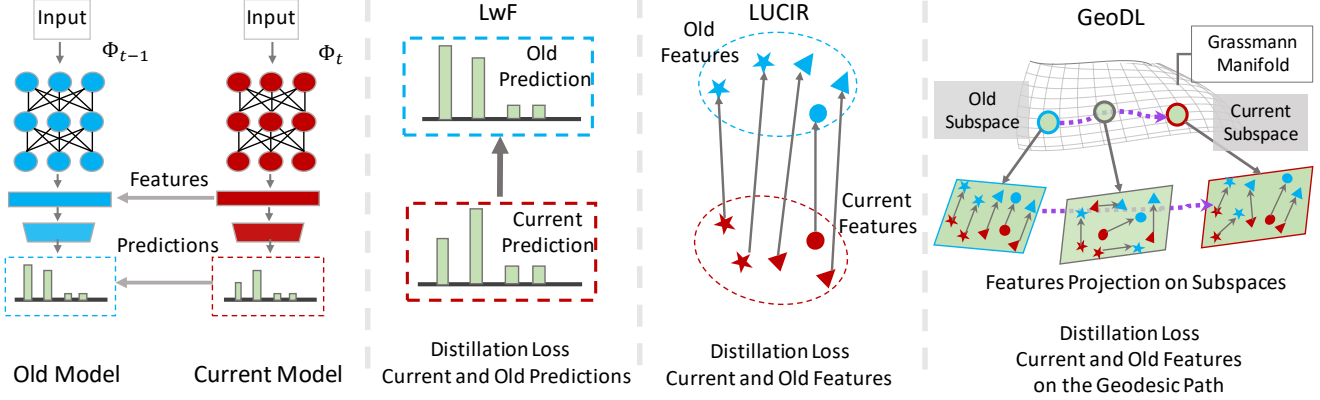 Input
Input
Φ_{t−1}
Φ_t
Features
Predictions
Old Model
Current Model
LwF
Old
Prediction
Current
Prediction
Distillation Loss
Current and Old Predictions
LUCIR
Old
Features
Current
Features
Distillation Loss
Current and Old Features
GeoDL
Grassmann
Manifold
Old
Subspace
Current
Subspace
Features Projection on Subspaces
Distillation Loss
Current and Old Features
on the Geodesic Path